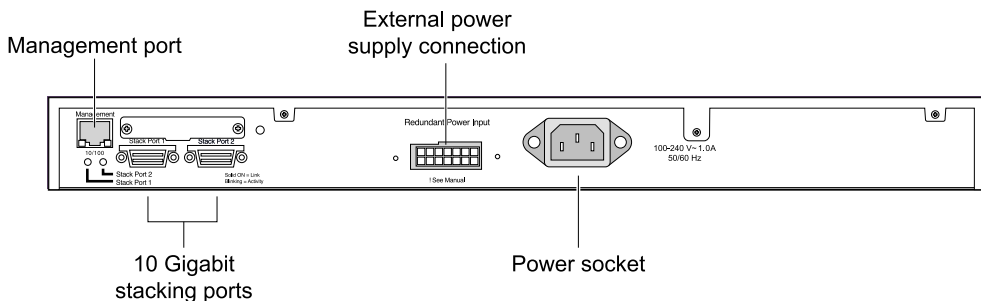 External power
supply connection
Management port
Management
10/100
Stack Port 1
Stack Port 2
Stack Port 2
Stack Port 1
Solid ON = Link
Blinking = Activity
Redundant Power Input
! See Manual
100-240 V~ 1.0A
50/60 Hz
10 Gigabit
stacking ports
Power socket